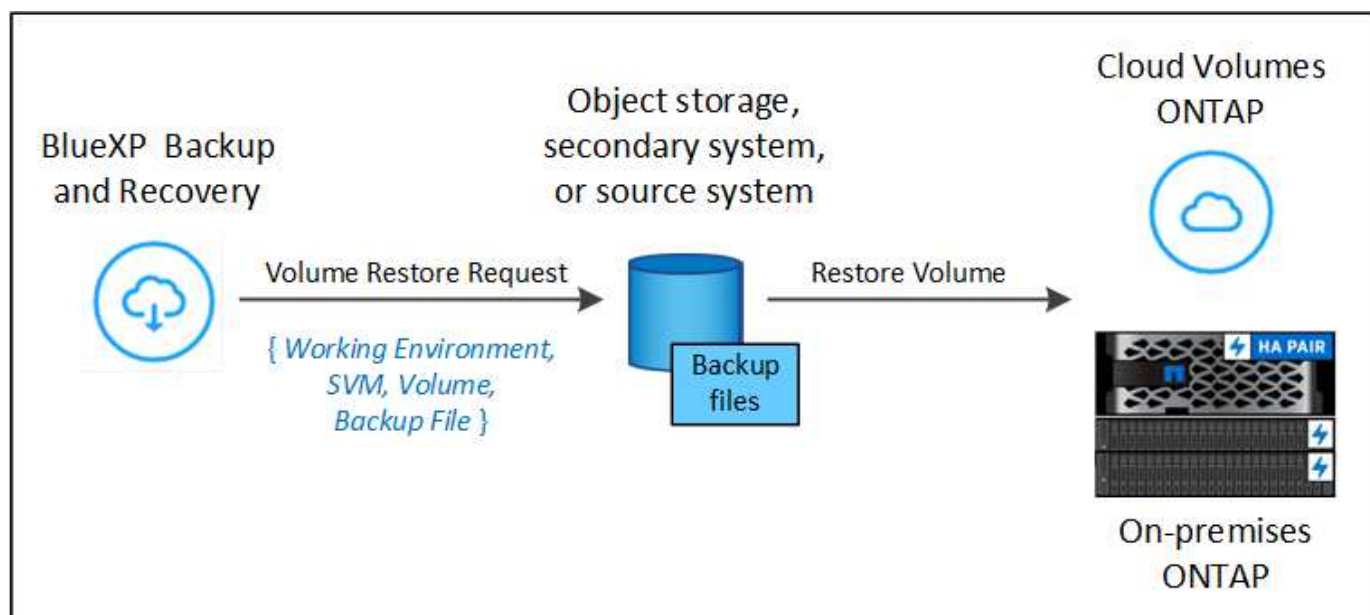 BlueXP Backup
and Recovery
Volume Restore Request
{ Working Environment,
SVM, Volume,
Backup File }
Object storage,
secondary system,
or source system
Backup
files
Restore Volume
Cloud Volumes
ONTAP
HA PAIR
On-premises
ONTAP